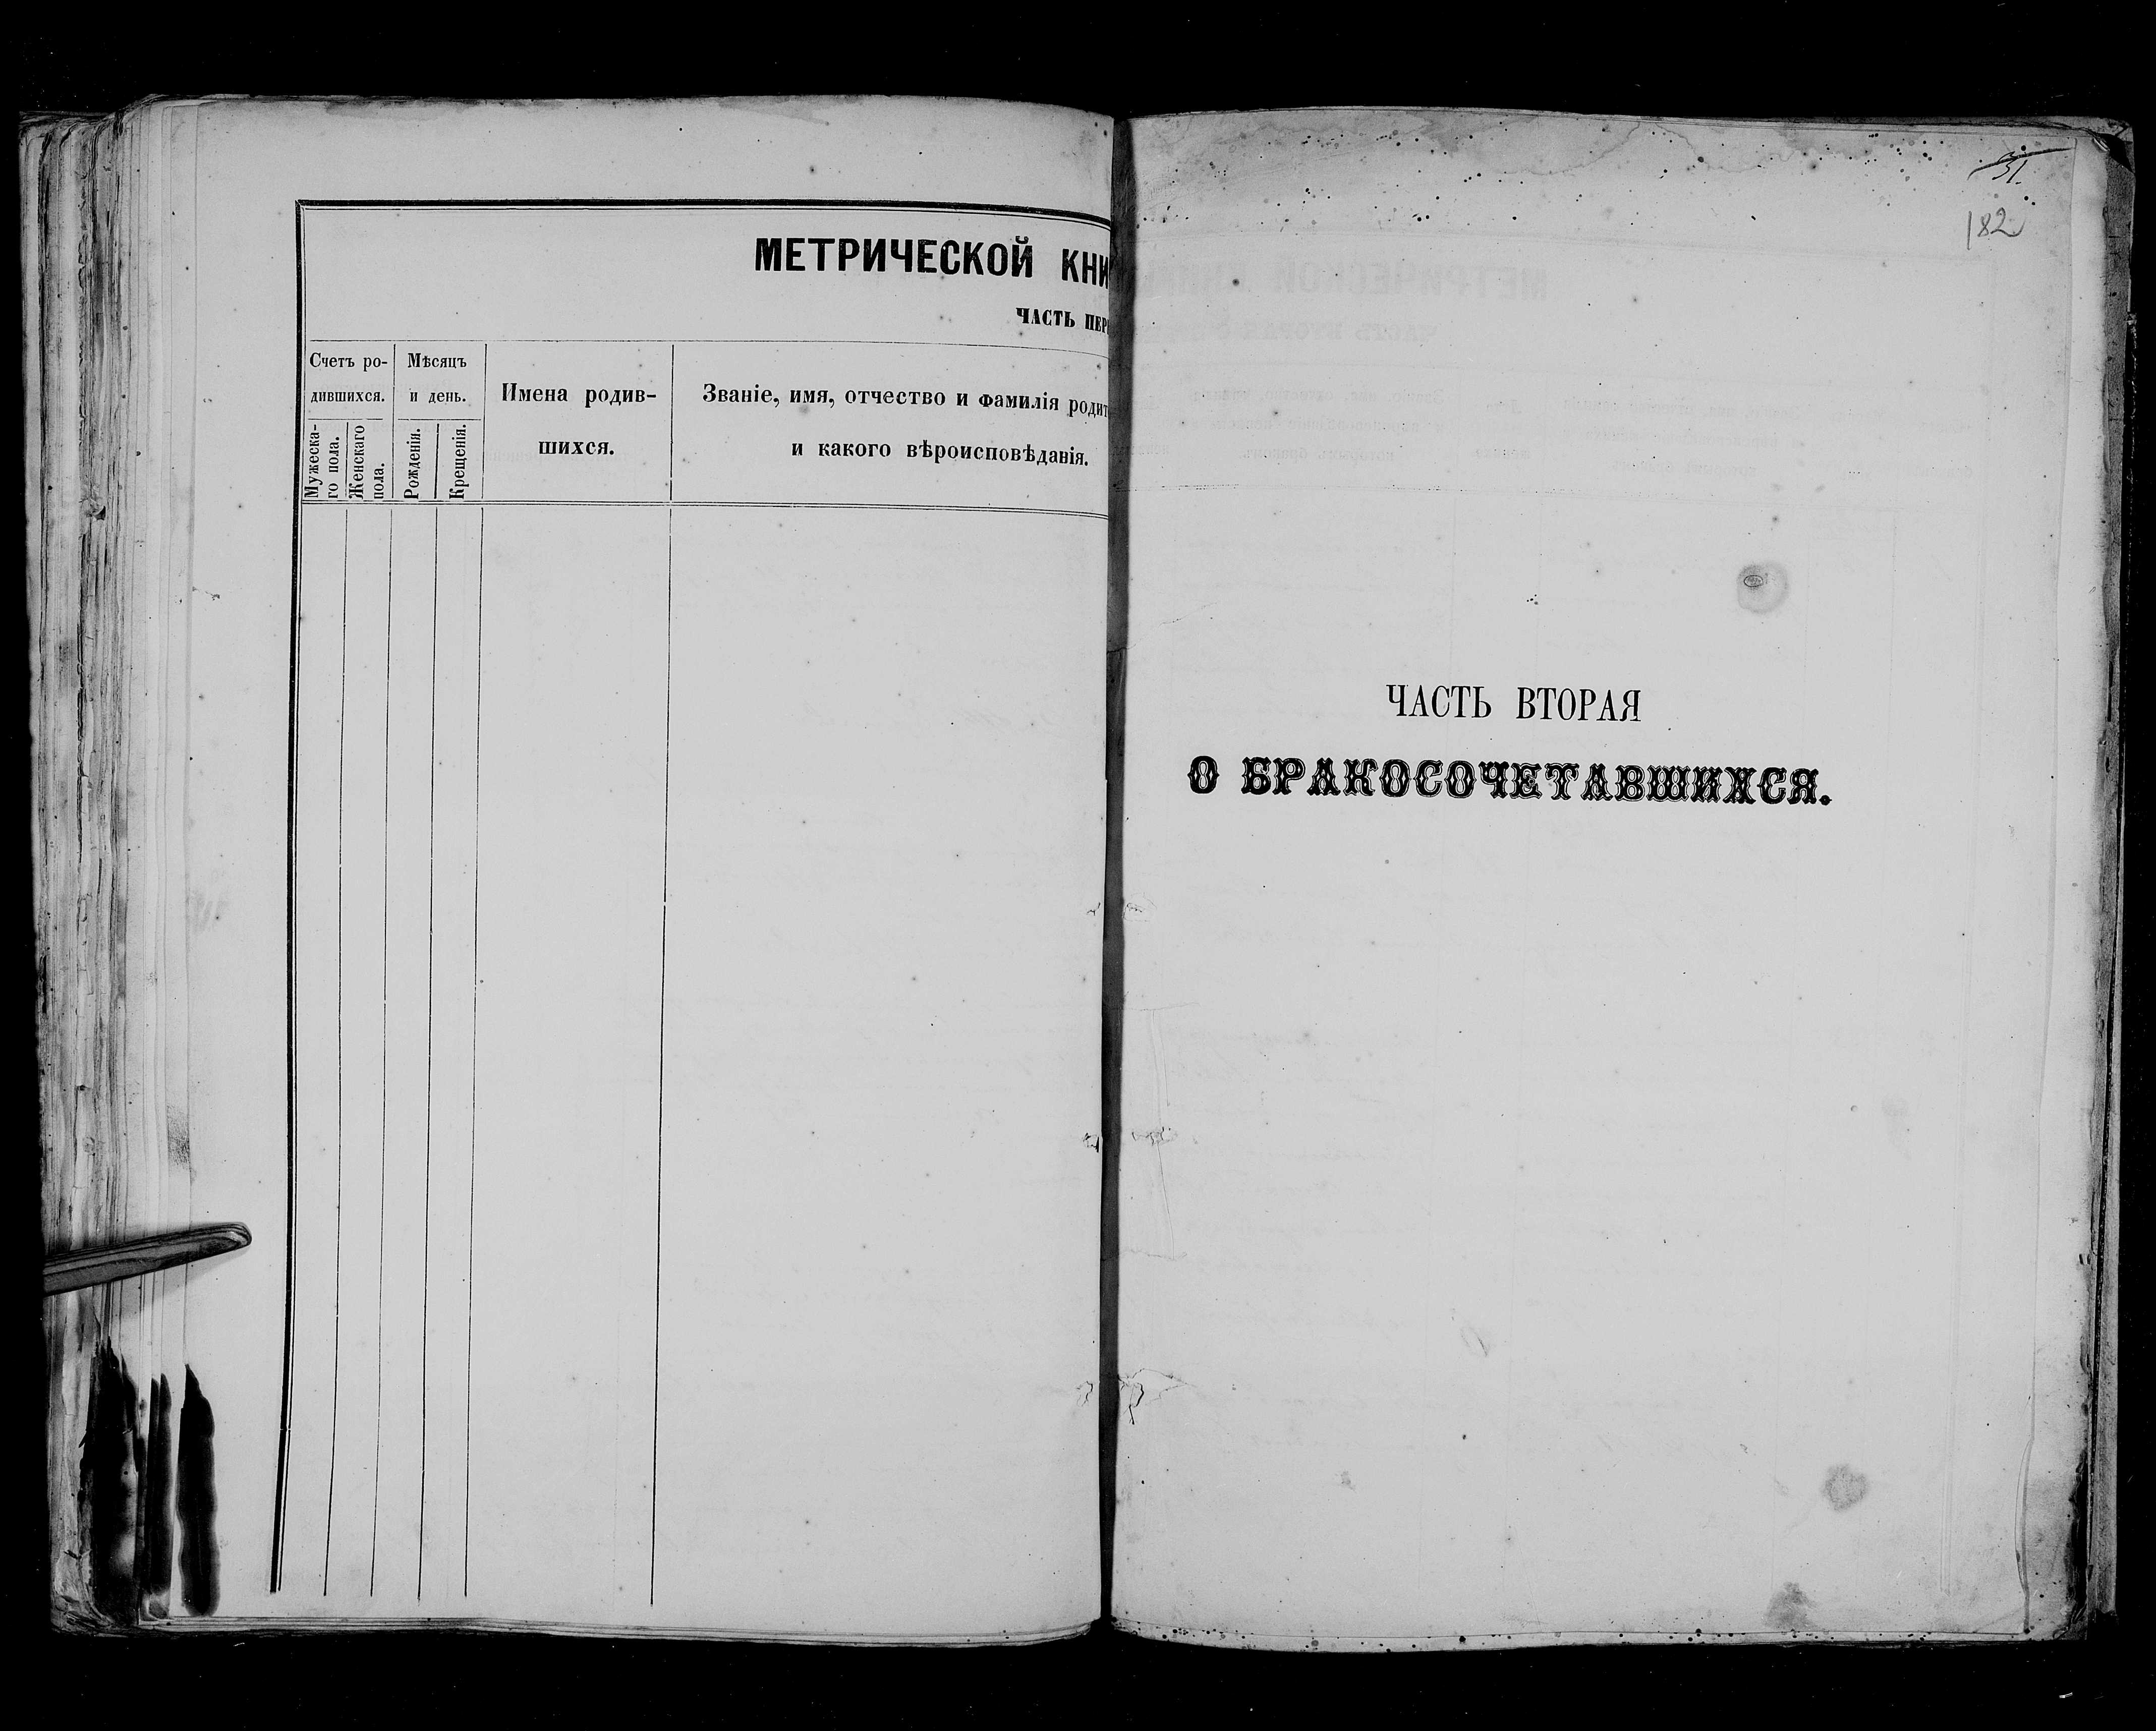 МЕТРИЧЕСКОЙ КНИ
ЧАСТЬ ПЕР
Счетъ ро-
дившихся.
Мужеска-
го пола.
Женскаго
пола.
Мѣсяцъ
и день.
Рожденія.
Крещенія.
Имена родив-
шихся.
Званіе, имя, отчество и фамилія родит
и какого вѣроисповѣданія.
31.
182
ЧАСТЬ ВТОРАЯ
О БРАКОСОЧЕТАВШИХСЯ.